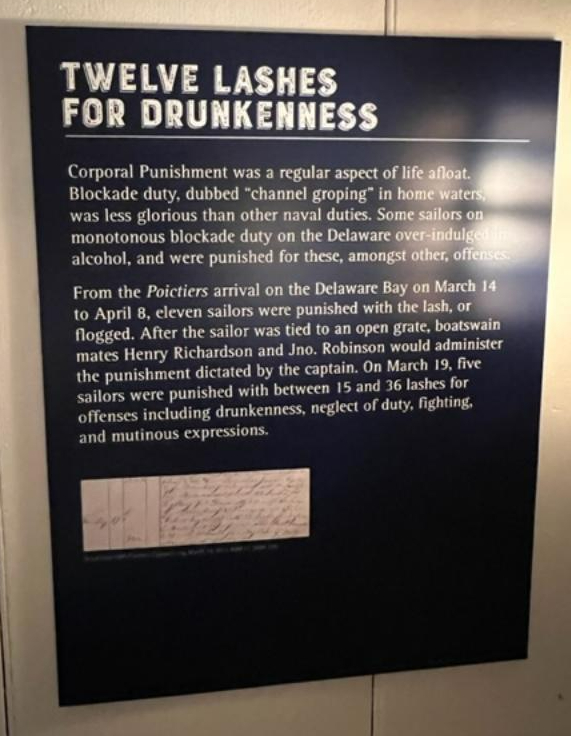 TWELVE LASHES
FOR DRUNKENNESS
Corporal Punishment was a regular aspect of life afloat.
Blockade duty, dubbed "channel groping" in home waters,
was less glorious than other naval duties. Some sailors on
monotonous blockade duty on the Delaware over-indulged in
alcohol, and were punished for these, amongst other, offenses.
From the Poictiers arrival on the Delaware Bay on March 14
to April 8, eleven sailors were punished with the lash, or
flogged. After the sailor was tied to an open grate, boatswain
mates Henry Richardson and Jno. Robinson would administer
the punishment dictated by the captain. On March 19, five
sailors were punished with between 15 and 36 lashes for
offenses including drunkenness, neglect of duty, fighting,
and mutinous expressions.